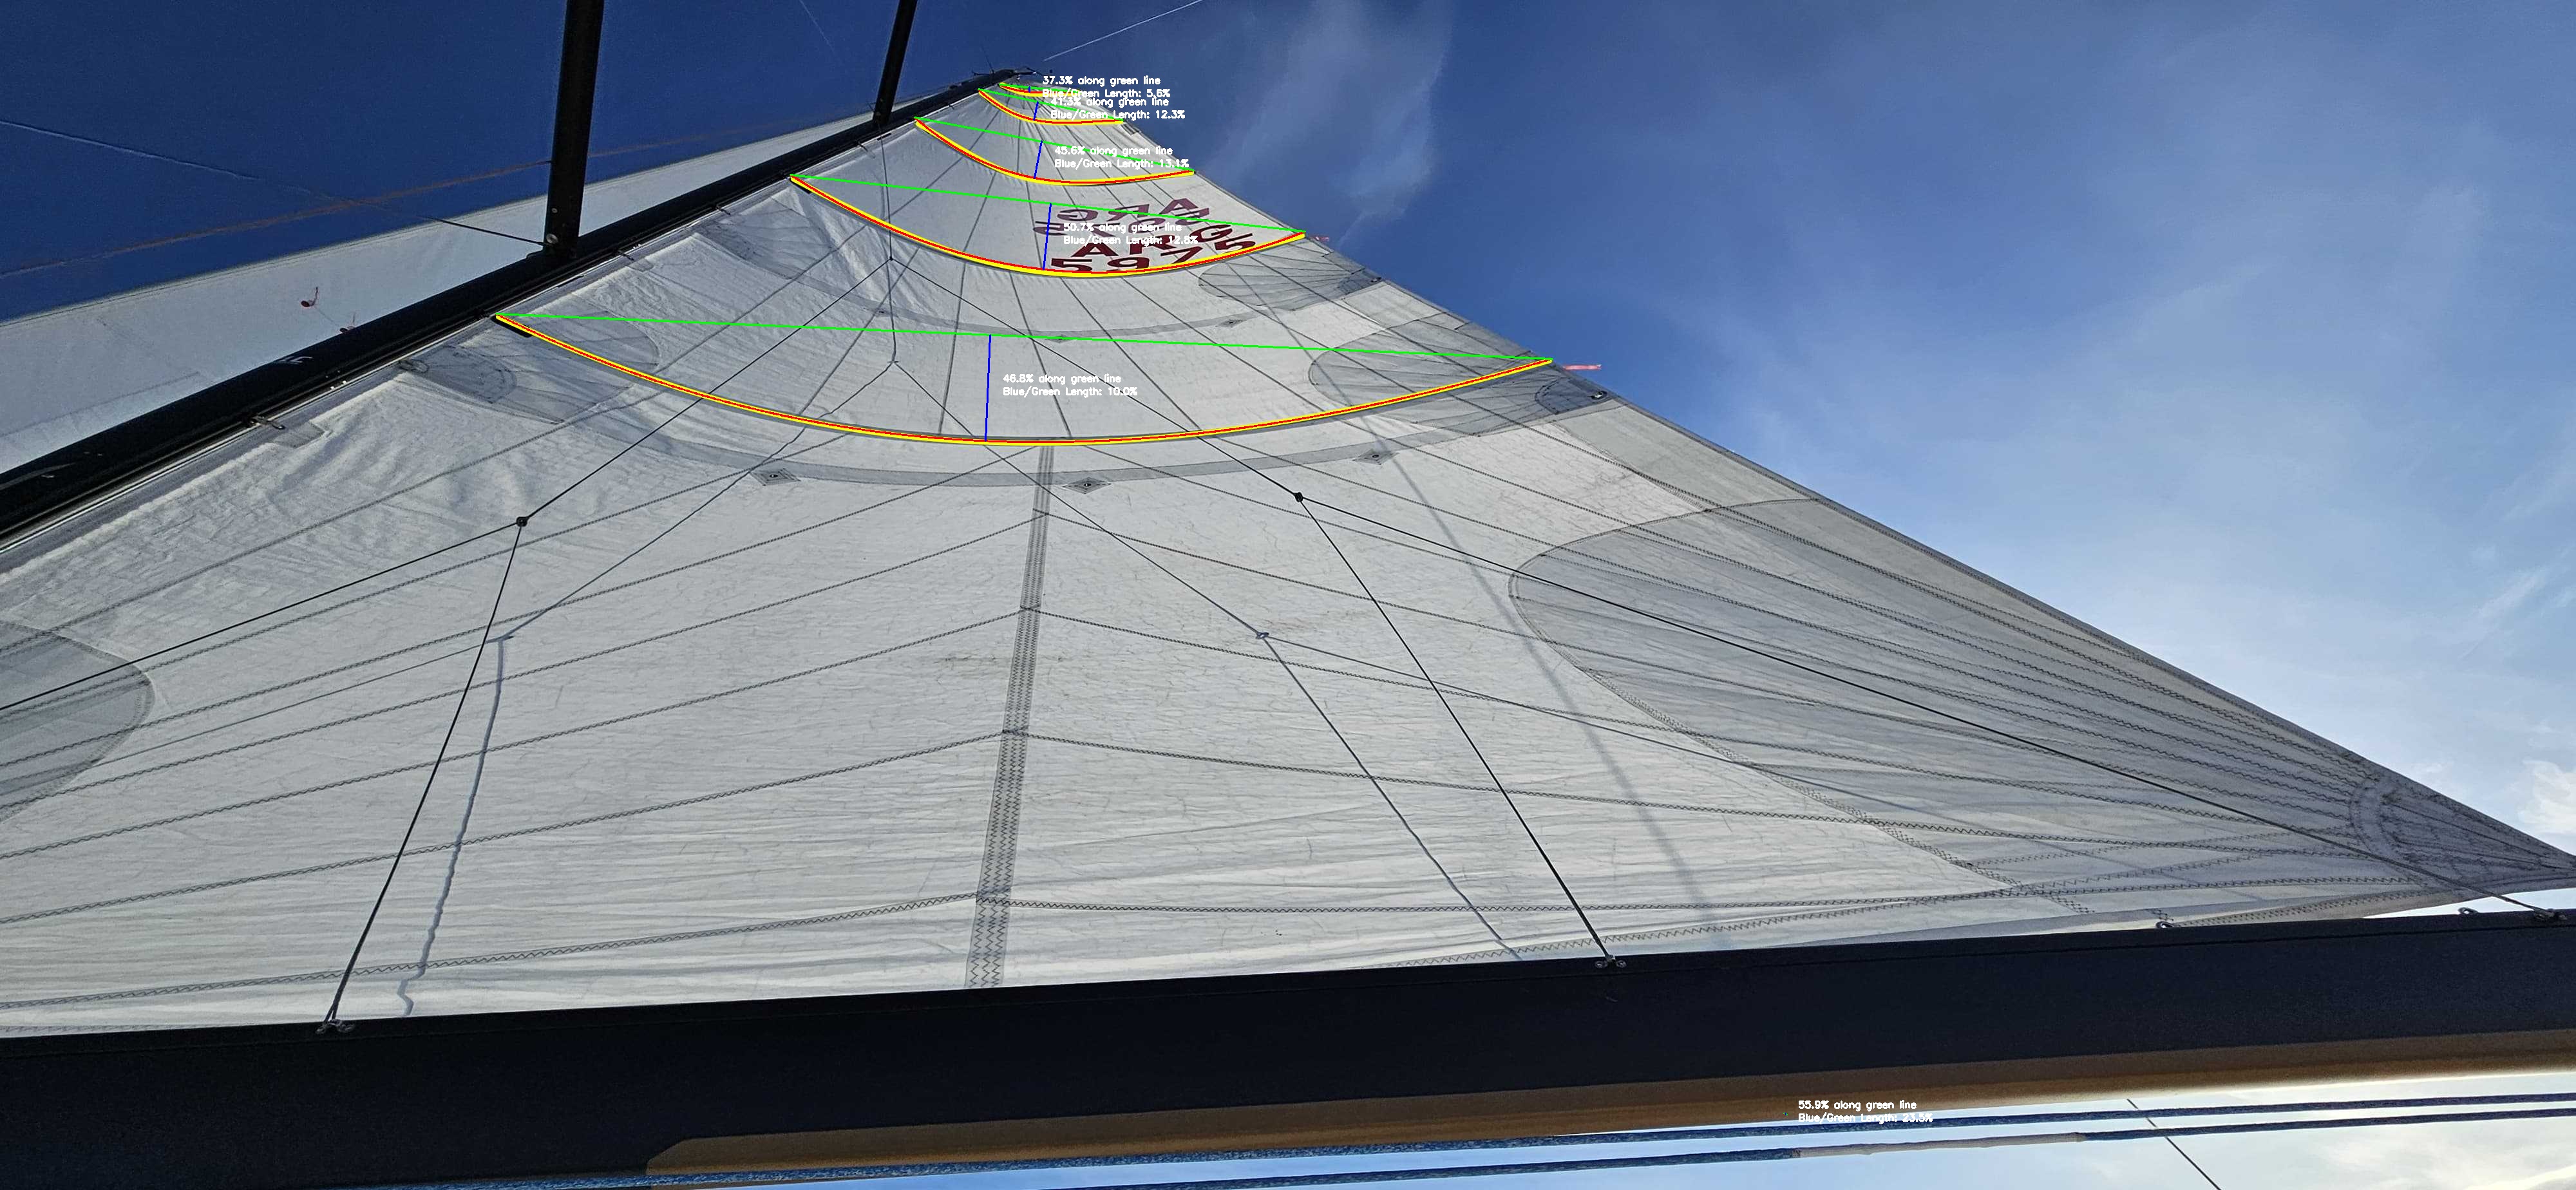 37.3% along green line
Blue/Green Length: 5.6%
41.3% along green line
Blue/Green Length: 12.3%
45.6% along green line
Blue/Green Length: 13.1%
50.7% along green line
Blue/Green Length: 12.8%
46.8% along green line
Blue/Green Length: 10.0%
55.9% along green line
Blue/Green Length: 23.5%